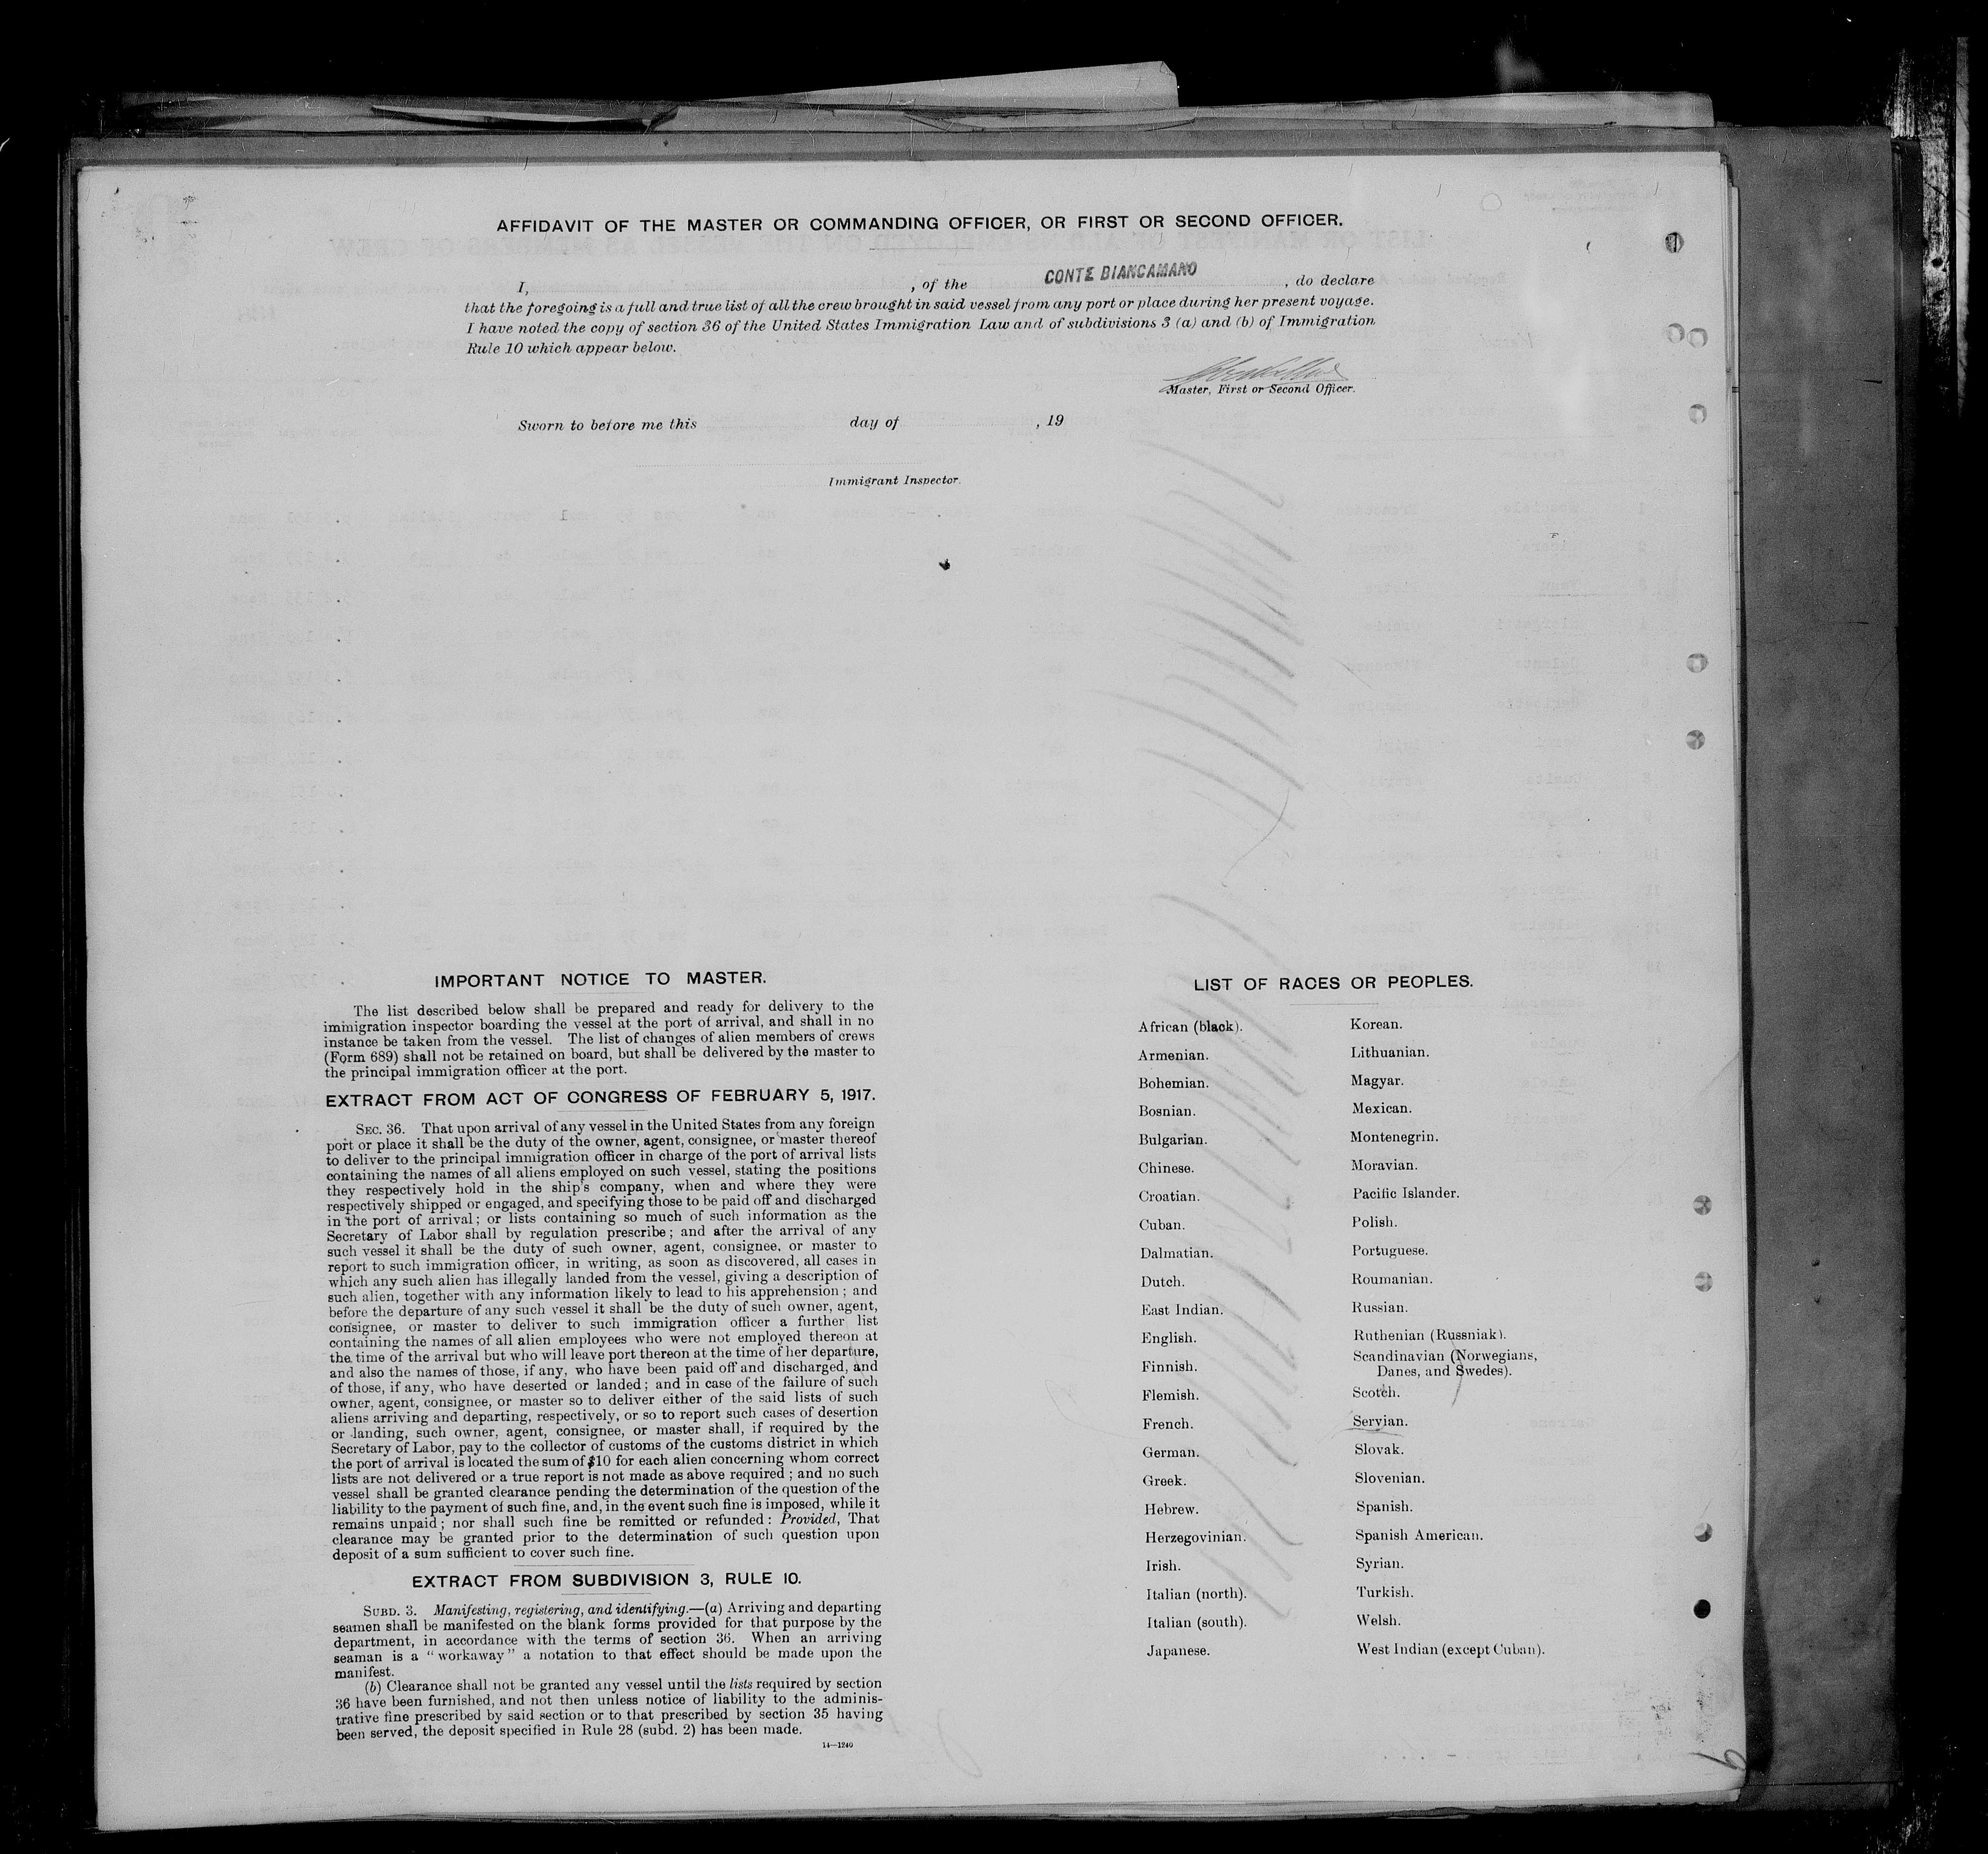 AFFIDAVIT OF THE MASTER OR COMMANDING OFFICER, OR FIRST OR SECOND OFFICER.
I, , of the CONTE BIANCAMANO , do declare
that the foregoing is a full and true list of all the crew brought in said vessel from any port or place during her present voyage.
I have noted the copy of section 36 of the United States Immigration Law and of subdivisions 3 (a) and (b) of Immigration
Rule 10 which appear below.
Master, First or Second Officer.
Sworn to before me this day of , 19
Immigrant Inspector.
IMPORTANT NOTICE TO MASTER.
The list described below shall be prepared and ready for delivery to the
immigration inspector boarding the vessel at the port of arrival, and shall in no
instance be taken from the vessel. The list of changes of alien members of crews
(Form 689) shall not be retained on board, but shall be delivered by the master to
the principal immigration officer at the port.
EXTRACT FROM ACT OF CONGRESS OF FEBRUARY 5, 1917.
SEC. 36. That upon arrival of any vessel in the United States from any foreign
port or place it shall be the duty of the owner, agent, consignee, or master thereof
to deliver to the principal immigration officer in charge of the port of arrival lists
containing the names of all aliens employed on such vessel, stating the positions
they respectively hold in the ship's company, when and where they were
respectively shipped or engaged, and specifying those to be paid off and discharged
in the port of arrival; or lists containing so much of such information as the
Secretary of Labor shall by regulation prescribe; and after the arrival of any
such vessel it shall be the duty of such owner, agent, consignee, or master to
report to such immigration officer, in writing, as soon as discovered, all cases in
which any such alien has illegally landed from the vessel, giving a description of
such alien, together with any information likely to lead to his apprehension; and
before the departure of any such vessel it shall be the duty of such owner, agent,
consignee, or master to deliver to such immigration officer a further list
containing the names of all alien employees who were not employed thereon at
the time of the arrival but who will leave port thereon at the time of her departure,
and also the names of those, if any, who have been paid off and discharged, and
of those, if any, who have deserted or landed; and in case of the failure of such
owner, agent, consignee, or master so to deliver either of the said lists of such
aliens arriving and departing, respectively, or so to report such cases of desertion
or landing, such owner, agent, consignee, or master shall, if required by the
Secretary of Labor, pay to the collector of customs of the customs district in which
the port of arrival is located the sum of $10 for each alien concerning whom correct
lists are not delivered or a true report is not made as above required; and no such
vessel shall be granted clearance pending the determination of the question of the
liability to the payment of such fine, and, in the event such fine is imposed, while it
remains unpaid; nor shall such fine be remitted or refunded: Provided, That
clearance may be granted prior to the determination of such question upon
deposit of a sum sufficient to cover such fine.
EXTRACT FROM SUBDIVISION 3, RULE 10.
SUBD. 3. Manifesting, registering, and identifying.—(a) Arriving and departing
seamen shall be manifested on the blank forms provided for that purpose by the
department, in accordance with the terms of section 36. When an arriving
seaman is a "workaway" a notation to that effect should be made upon the
manifest.
(b) Clearance shall not be granted any vessel until the lists required by section
36 have been furnished, and not then unless notice of liability to the adminis-
trative fine prescribed by said section or to that prescribed by section 35 having
been served, the deposit specified in Rule 28 (subd. 2) has been made.
14—1240
LIST OF RACES OR PEOPLES.
African (black).
Armenian.
Bohemian.
Bosnian.
Bulgarian.
Chinese.
Croatian.
Cuban.
Dalmatian.
Dutch.
East Indian.
English.
Finnish.
Flemish.
French.
German.
Greek.
Hebrew.
Herzegovinian.
Irish.
Italian (north).
Italian (south).
Japanese.
Korean.
Lithuanian.
Magyar.
Mexican.
Montenegrin.
Moravian.
Pacific Islander.
Polish.
Portuguese.
Roumanian.
Russian.
Ruthenian (Russniak).
Scandinavian (Norwegians,
Danes, and Swedes).
Scotch.
Servian.
Slovak.
Slovenian.
Spanish.
Spanish American.
Syrian.
Turkish.
Welsh.
West Indian (except Cuban).